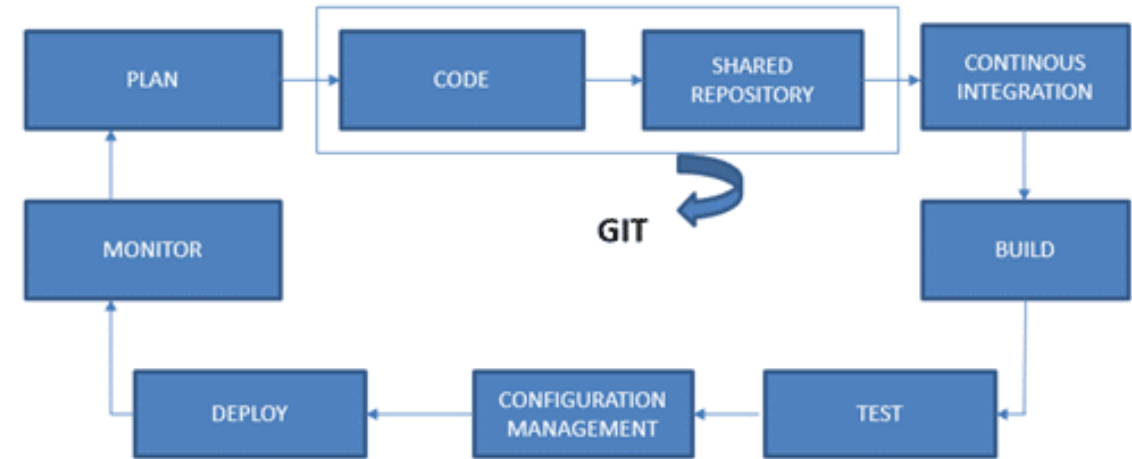 PLAN
CODE
SHARED
REPOSITORY
CONTINOUS
INTEGRATION
GIT
MONITOR
BUILD
DEPLOY
CONFIGURATION
MANAGEMENT
TEST